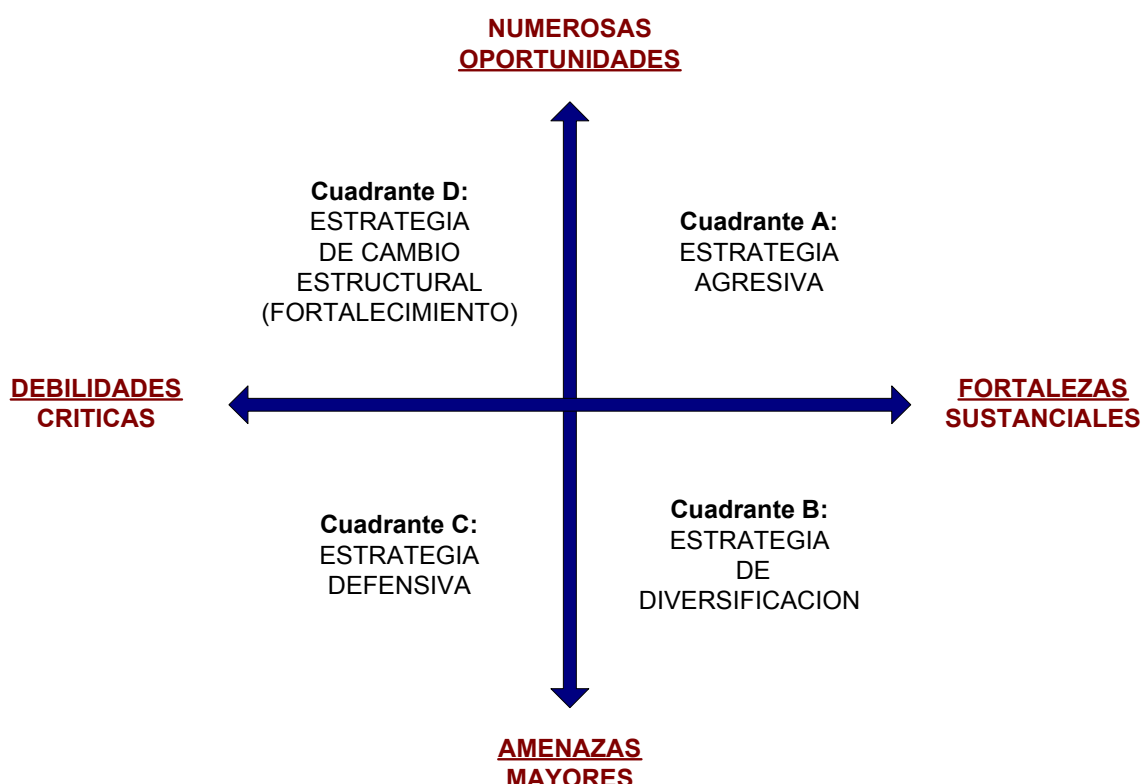 NUMEROSAS
OPORTUNIDADES
Cuadrante D:
ESTRATEGIA
DE CAMBIO
ESTRUCTURAL
(FORTALECIMIENTO)
Cuadrante A:
ESTRATEGIA
AGRESIVA
DEBILIDADES
CRITICAS
FORTALEZAS
SUSTANCIALES
Cuadrante C:
ESTRATEGIA
DEFENSIVA
Cuadrante B:
ESTRATEGIA
DE
DIVERSIFICACION
AMENAZAS
MAYORES